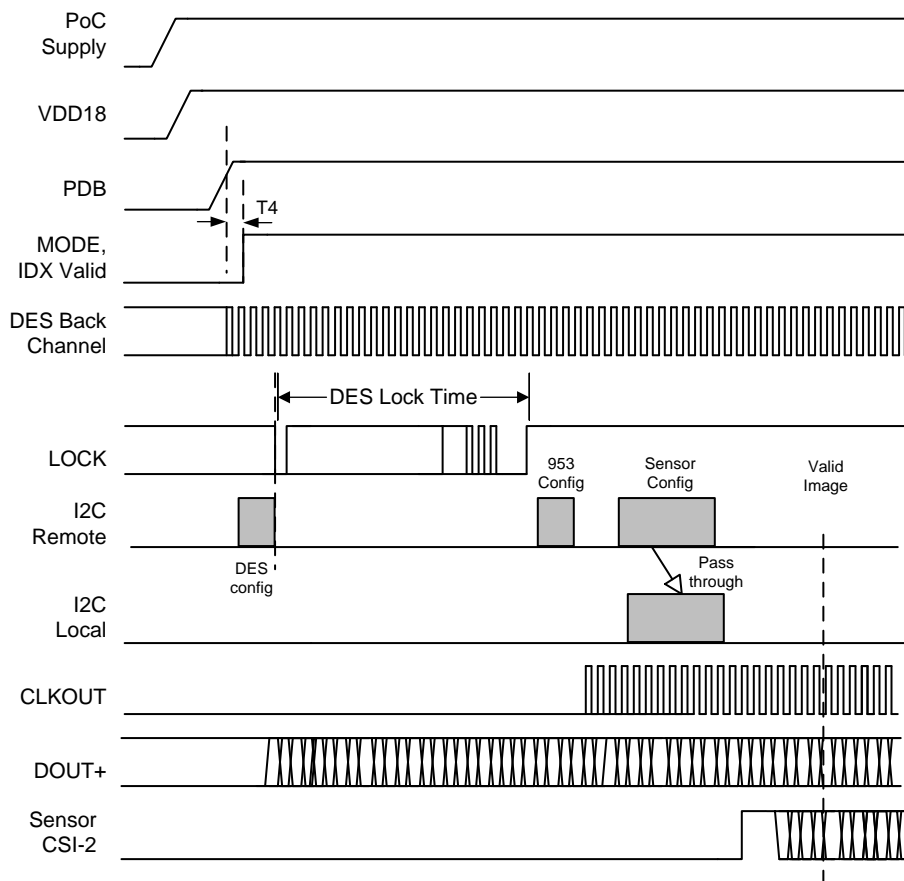 PoC
Supply
VDD18
PDB
T4
MODE,
IDX Valid
DES Back
Channel
DES Lock Time
LOCK
953
Config
Sensor
Config
Valid
Image
I2C
Remote
DES
config
Pass
through
I2C
Local
CLKOUT
DOUT+
Sensor
CSI-2